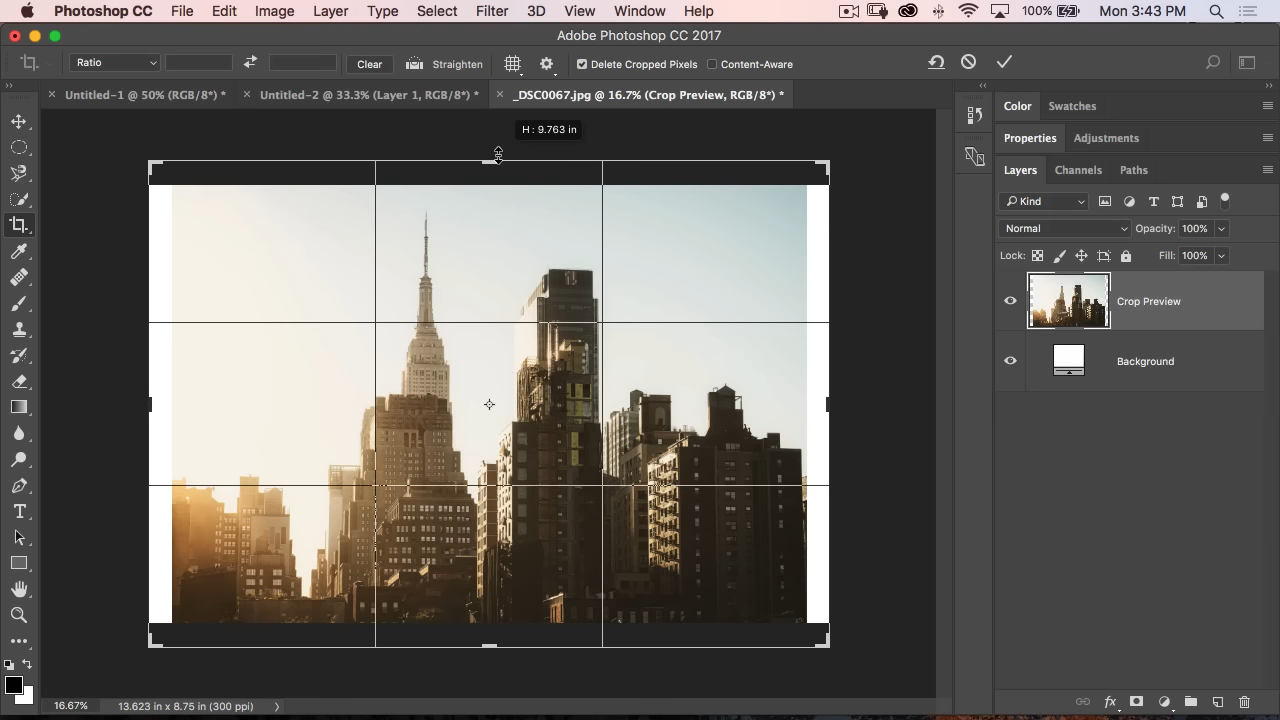 Photoshop CC File Edit Image Layer Type Select Filter 3D View Window Help 100% Mon 3:43 PM
Adobe Photoshop CC 2017
Ratio Clear Straighten Delete Cropped Pixels Content-Aware
Untitled-1 @ 50% (RGB/8*) * Untitled-2 @ 33.3% (Layer 1, RGB/8*) * _DSC0067.jpg @ 16.7% (Crop Preview, RGB/8*) *
Color Swatches
H : 9.763 in
Properties Adjustments
Layers Channels Paths
Kind
Normal Opacity: 100%
Lock: Fill: 100%
Crop Preview
Background
16.67% 13.623 in x 8.75 in (300 ppi)